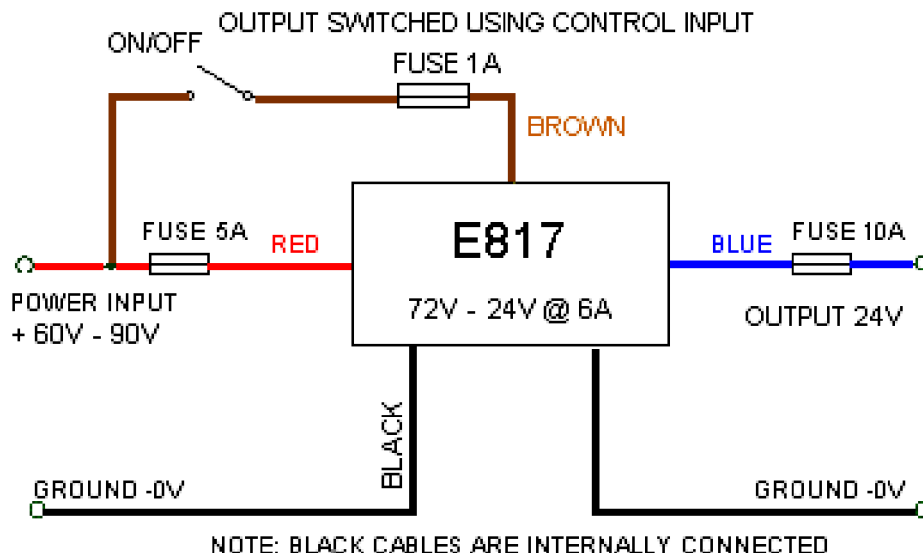 OUTPUT SWITCHED USING CONTROL INPUT
ON/OFF
FUSE 1A
BROWN
FUSE 5A
RED
E817
BLUE
FUSE 10A
POWER INPUT
+ 60V - 90V
72V - 24V @ 6A
OUTPUT 24V
BLACK
GROUND -0V
GROUND -0V
NOTE: BLACK CABLES ARE INTERNALLY CONNECTED